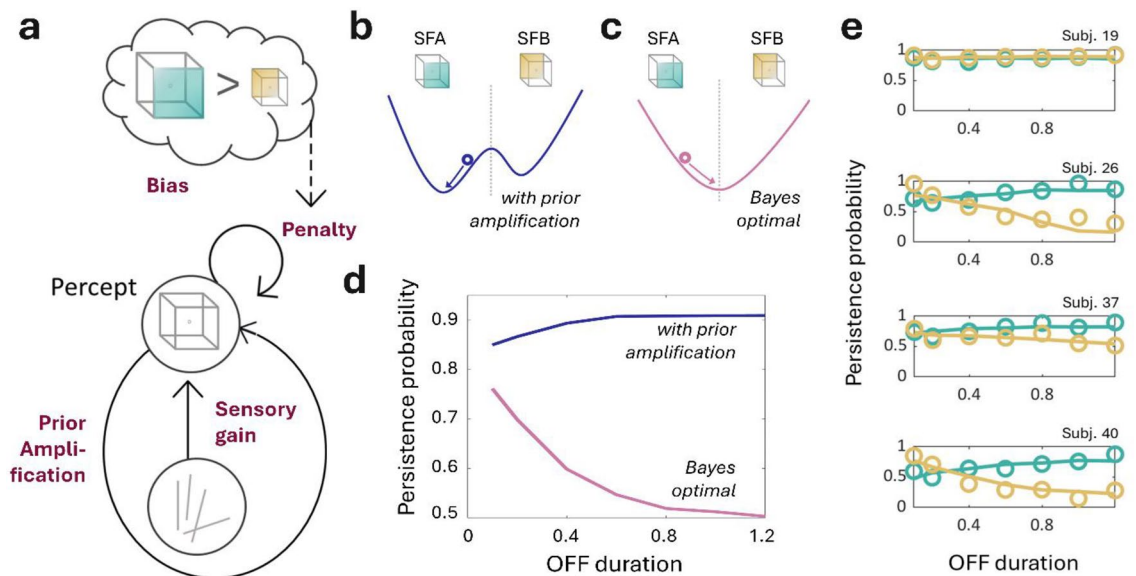 a
>
Bias
Penalty
Percept
Prior
Ampli-
fication
Sensory
gain
b
SFA
SFB
with prior
amplification
c
SFA
SFB
Bayes
optimal
d
Persistence probability
0.9
0.8
0.7
0.6
0.5
with prior
amplification
Bayes
optimal
0
0.4
0.8
1.2
OFF duration
e
Persistence probability
Subj. 19
1
0.5
0
0.4
0.8
Subj. 26
1
0.5
0
0.4
0.8
Subj. 37
1
0.5
0
0.4
0.8
Subj. 40
1
0.5
0
0.4
0.8
OFF duration